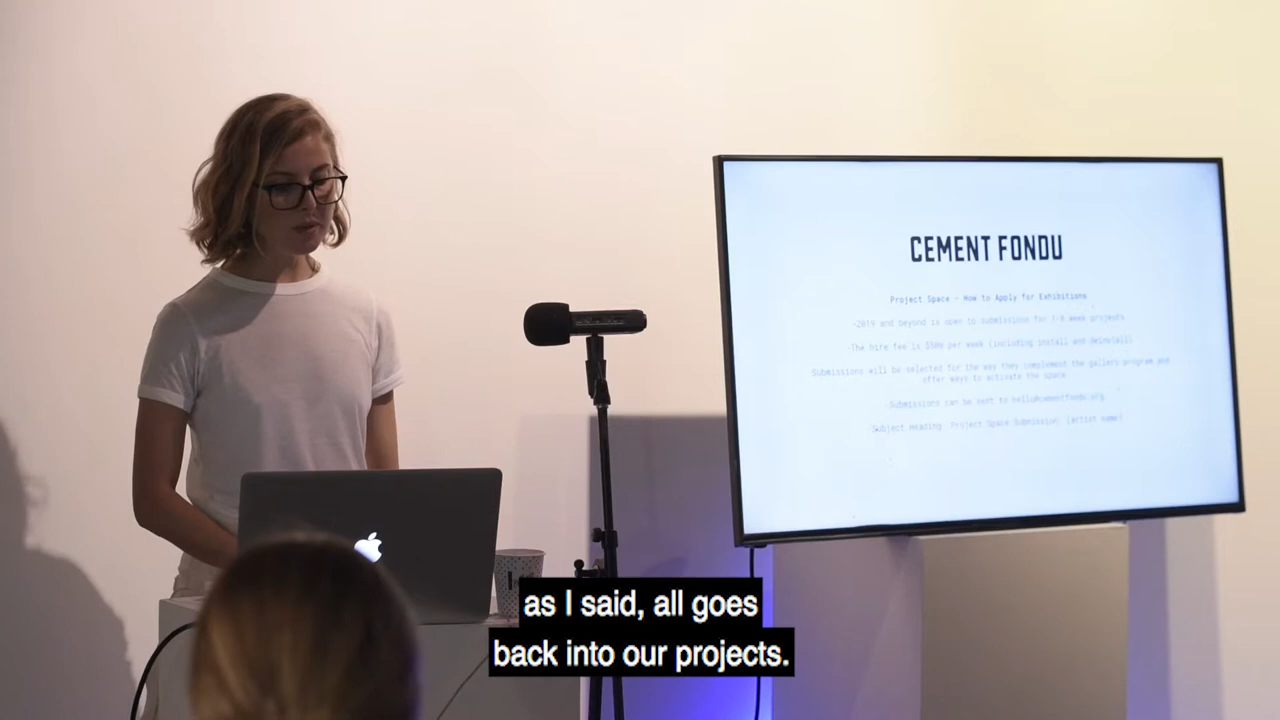 CEMENT FONDU
Project Space - How to Apply for Exhibitions
-2019 and beyond is open to submissions for 7-8 week projects
-The hire fee is $500 per week (including install and deinstall)
-Submissions will be selected for the way they complement the gallery program and
offer ways to activate the space
-Submissions can be sent to hello@cementfondu.org
-Subject Heading: Project Space Submission: [artist name]
as I said, all goes
back into our projects.